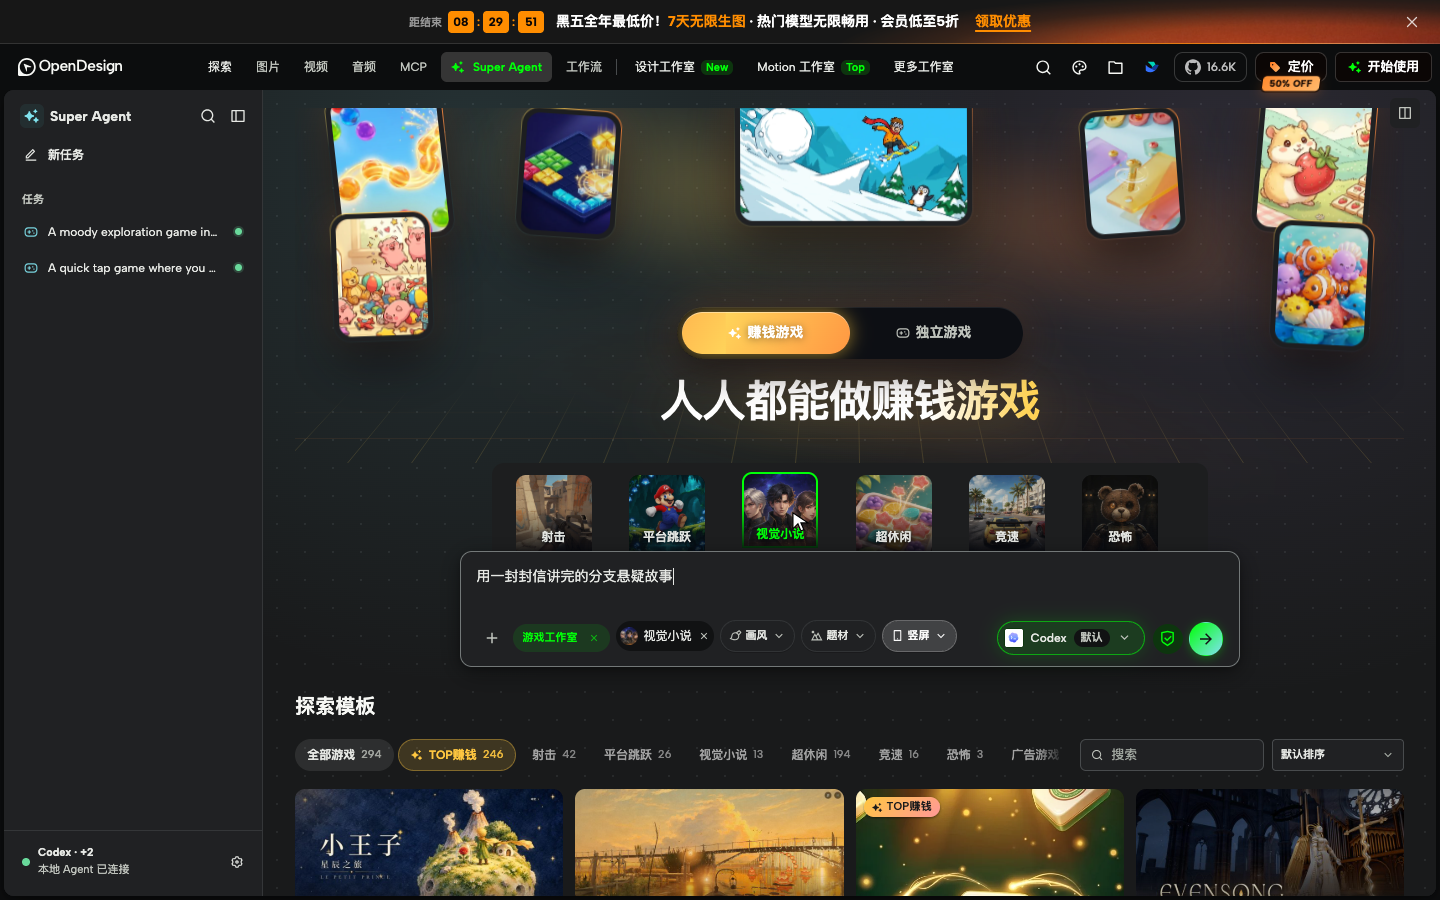 距结束 08 : 29 : 51 黑五全年最低价！7天无限生图 · 热门模型无限畅用 · 会员低至5折 领取优惠
OpenDesign 探索 图片 视频 音频 MCP Super Agent 工作流 设计工作室 New Motion 工作室 Top 更多工作室 16.6K 定价 开始使用
50% OFF
Super Agent
新任务
任务
A moody exploration game in...
A quick tap game where you ...
赚钱游戏 独立游戏
人人都能做赚钱游戏
射击 平台跳跃 视觉小说 超休闲 竞速 恐怖
用一封封信讲完的分支悬疑故事
游戏工作室 × 视觉小说 × 画风 题材 竖屏 Codex 默认
探索模板
全部游戏 294 TOP赚钱 246 射击 42 平台跳跃 26 视觉小说 13 超休闲 194 竞速 16 恐怖 3 广告游戏 搜索 默认排序
TOP赚钱
小王子
星辰之旅
LE PETIT PRINCE
EVENSONG
Codex · +2
本地 Agent 已连接